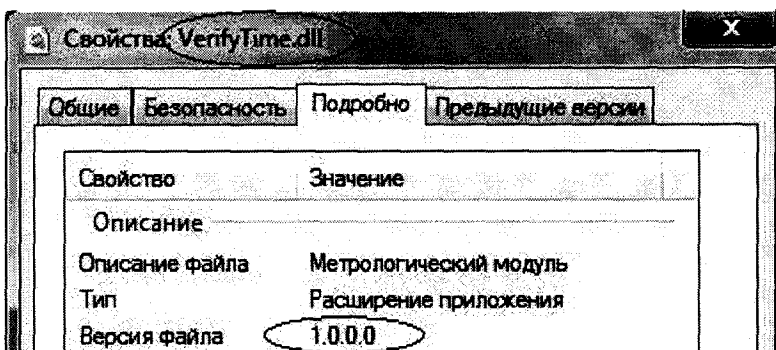 Свойства: VerifyTime.dll
X
Общие Безопасность Подробно Предыдущие версии
Свойство Значение
Описание
Описание файла Метрологический модуль
Тип Расширение приложения
Версия файла 1.0.0.0